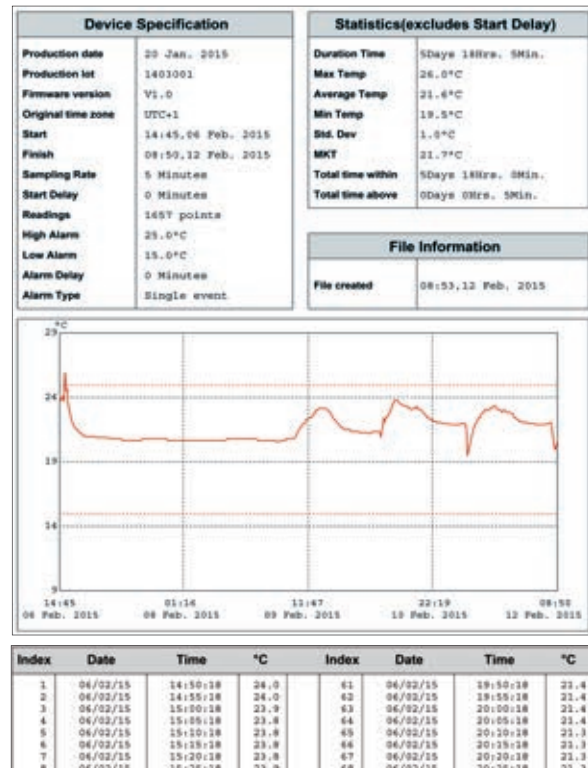 Device Specification
Production date 20 Jan. 2015
Production lot 1403001
Firmware version V1.0
Original time zone UTC+1
Start 14:45,06 Feb. 2015
Finish 08:50,12 Feb. 2015
Sampling Rate 5 Minutes
Start Delay 0 Minutes
Readings 1657 points
High Alarm 25.0°C
Low Alarm 15.0°C
Alarm Delay 0 Minutes
Alarm Type Single event
Statistics(excludes Start Delay)
Duration Time 5Days 18Hrs. 5Min.
Max Temp 26.0°C
Average Temp 21.6°C
Min Temp 19.5°C
Std. Dev 1.0°C
MKT 21.7°C
Total time within 5Days 18Hrs. 0Min.
Total time above 0Days 0Hrs. 5Min.
File Information
File created 08:53,12 Feb. 2015
°C
29
24
19
14
9
14:45 01:16 11:47 22:19 08:50
06 Feb. 2015 08 Feb. 2015 09 Feb. 2015 10 Feb. 2015 12 Feb. 2015
Index Date Time °C Index Date Time °C
1 06/02/15 14:50:18 24.0 61 06/02/15 19:50:18 21.4
2 06/02/15 14:55:18 24.0 62 06/02/15 19:55:18 21.4
3 06/02/15 15:00:18 23.9 63 06/02/15 20:00:18 21.4
4 06/02/15 15:05:18 23.8 64 06/02/15 20:05:18 21.4
5 06/02/15 15:10:18 23.8 65 06/02/15 20:10:18 21.3
6 06/02/15 15:15:18 23.8 66 06/02/15 20:15:18 21.3
7 06/02/15 15:20:18 23.8 67 06/02/15 20:20:18 21.3